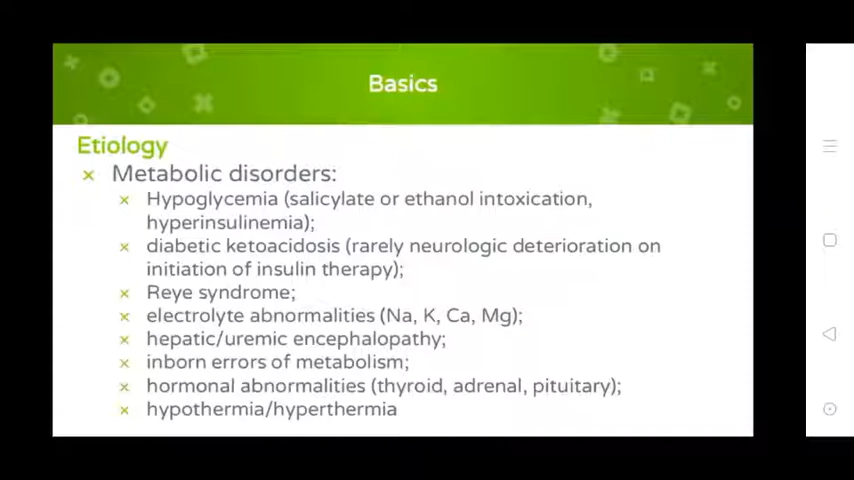 Basics
Etiology
Metabolic disorders:
Hypoglycemia (salicylate or ethanol intoxication,
hyperinsulinemia);
diabetic ketoacidosis (rarely neurologic deterioration on
initiation of insulin therapy);
Reye syndrome;
electrolyte abnormalities (Na, K, Ca, Mg);
hepatic/uremic encephalopathy;
inborn errors of metabolism;
hormonal abnormalities (thyroid, adrenal, pituitary);
hypothermia/hyperthermia